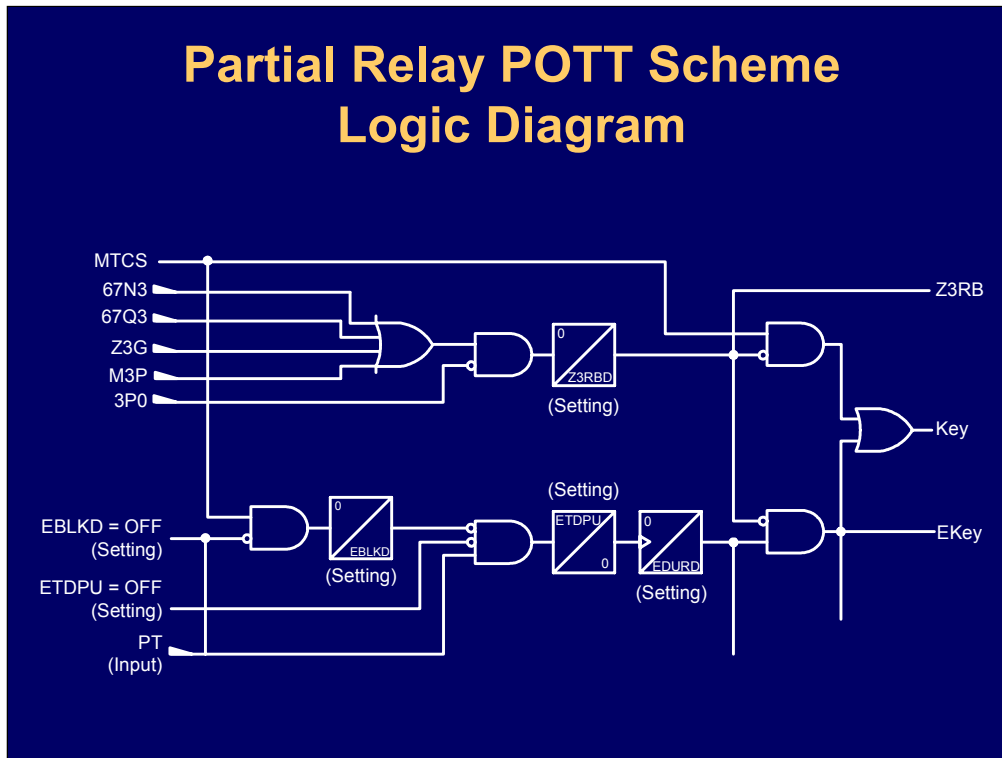 Partial Relay POTT Scheme
Logic Diagram
MTCS
67N3
67Q3
Z3G
M3P
3P0
0
Z3RBD
(Setting)
Z3RB
Key
EKey
EBLKD = OFF
(Setting)
0
EBLKD
(Setting)
ETDPU = OFF
(Setting)
(Setting)
ETDPU
0
0
EDURD
(Setting)
PT
(Input)